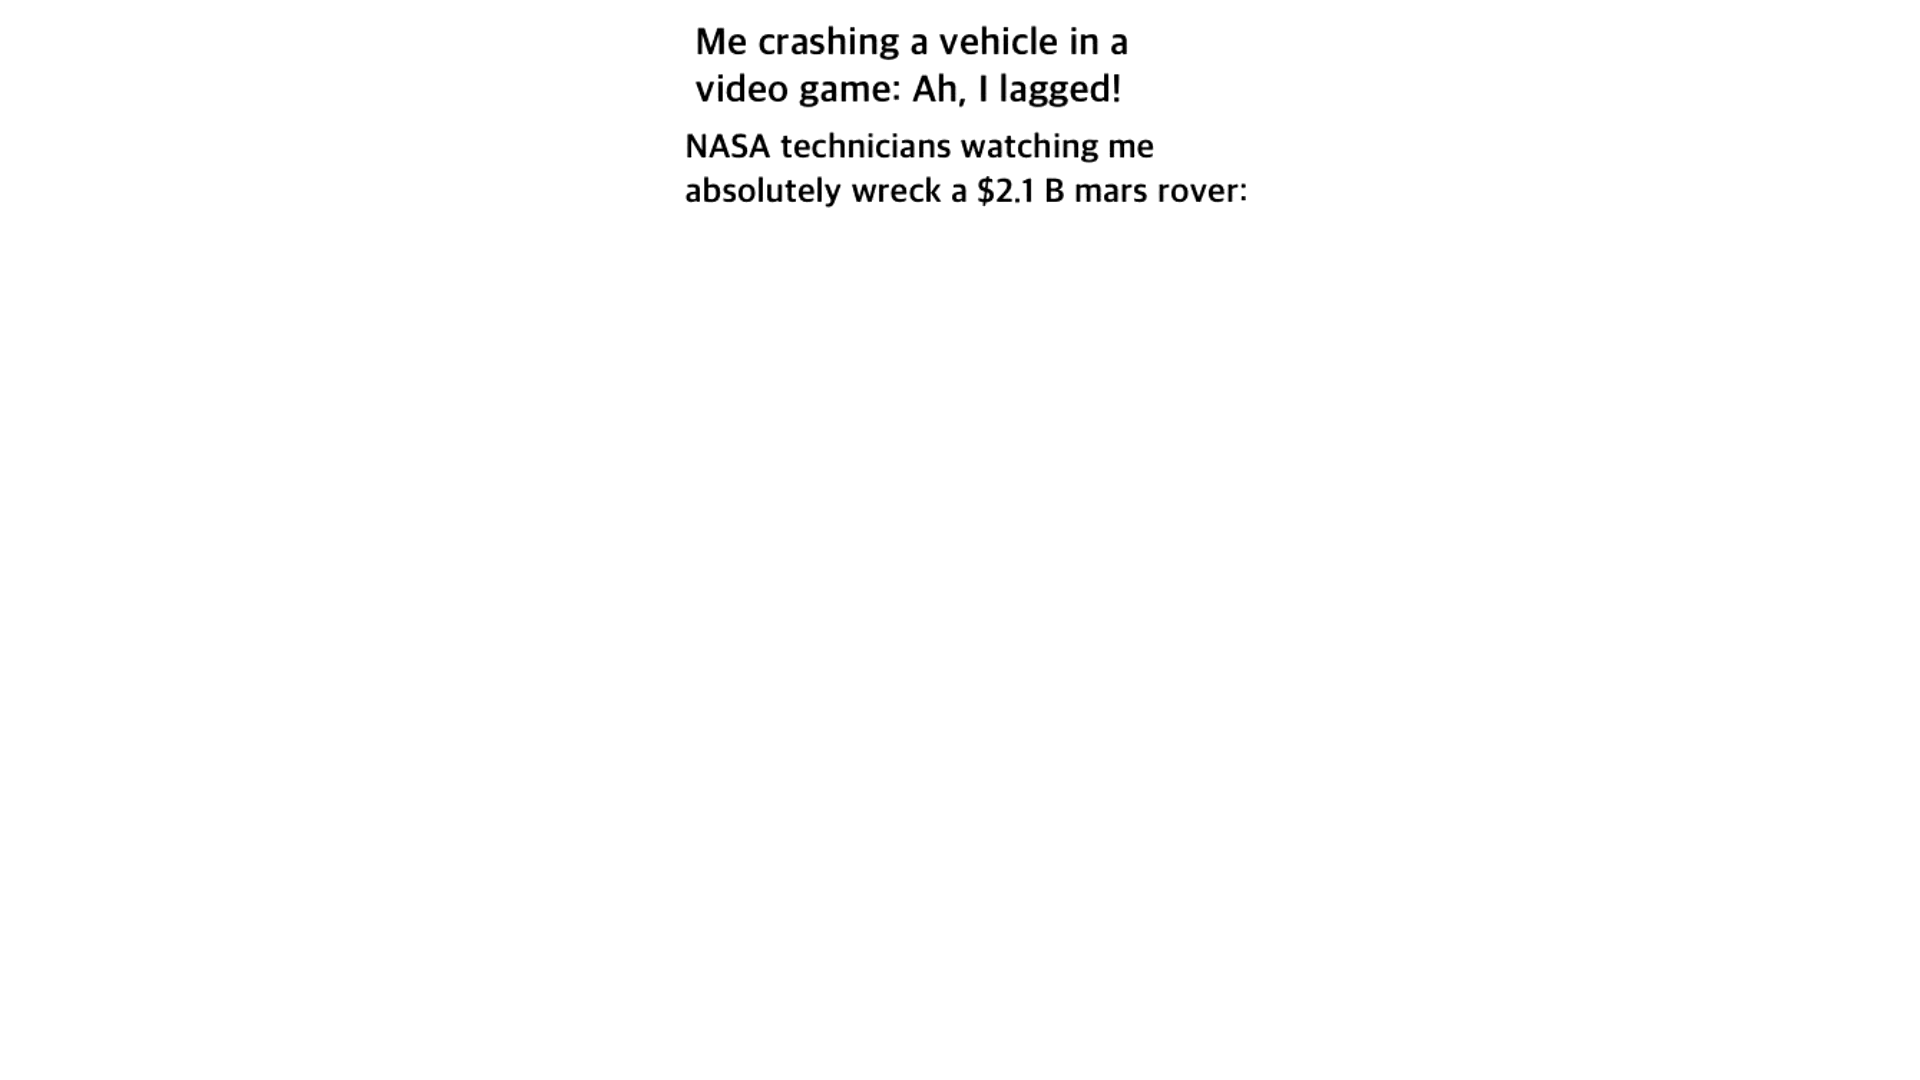 Me crashing a vehicle in a
video game: Ah, I lagged!
NASA technicians watching me
absolutely wreck a $2.1 B mars rover: